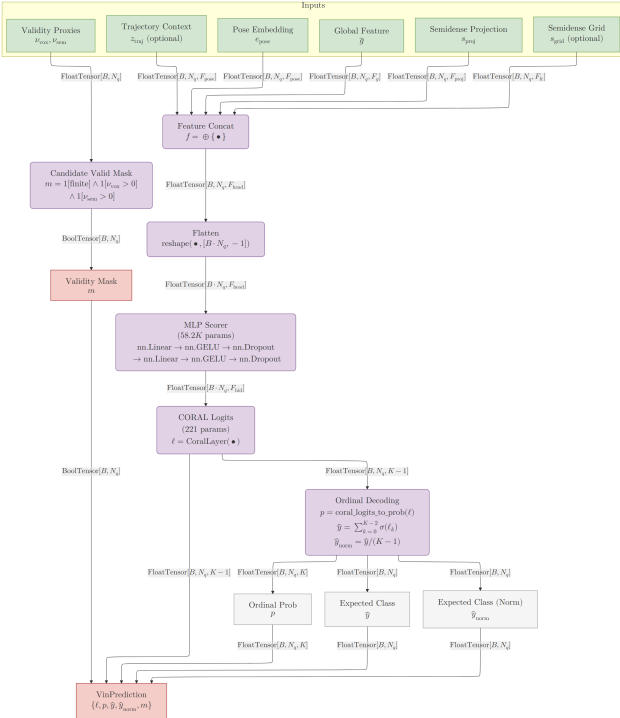 Inputs
Validity Proxies
ν_vox, ν_sem
Trajectory Context
z_traj (optional)
Pose Embedding
e_pose
Global Feature
g̅
Semidense Projection
s_proj
Semidense Grid
s_grid (optional)
FloatTensor[B, N_q]
FloatTensor[B, N_q, F_pose]
FloatTensor[B, N_q, F_pose]
FloatTensor[B, N_q, F_g]
FloatTensor[B, N_q, F_proj]
Feature Concat
f = ⊕{ • }
Candidate Valid Mask
m = 1[finite] ∧ 1[ν_vox > 0]
∧ 1[ν_sem > 0]
FloatTensor[B, N_q, F_head]
BoolTensor[B, N_q]
Flatten
reshape( • , [B · N_q, −1])
Validity Mask
m
FloatTensor[B · N_q, F_head]
MLP Scorer
(58.2K params)
nn.Linear → nn.GELU → nn.Dropout
→ nn.Linear → nn.GELU → nn.Dropout
FloatTensor[B · N_q, F_hid]
CORAL Logits
(221 params)
ℓ = CoralLayer( • )
BoolTensor[B, N_q]
FloatTensor[B, N_q, K−1]
Ordinal Decoding
p = coral_logits_to_prob(ℓ)
ŷ = ∑_{k=0}^{K−2} σ(ℓ_k)
ŷ_norm = ŷ/(K − 1)
FloatTensor[B, N_q, K−1]
FloatTensor[B, N_q, K]
FloatTensor[B, N_q]
FloatTensor[B, N_q]
Ordinal Prob
p
Expected Class
ŷ
Expected Class (Norm)
ŷ_norm
FloatTensor[B, N_q, K]
FloatTensor[B, N_q]
FloatTensor[B, N_q]
VinPrediction
{ℓ, p, ŷ, ŷ_norm, m}